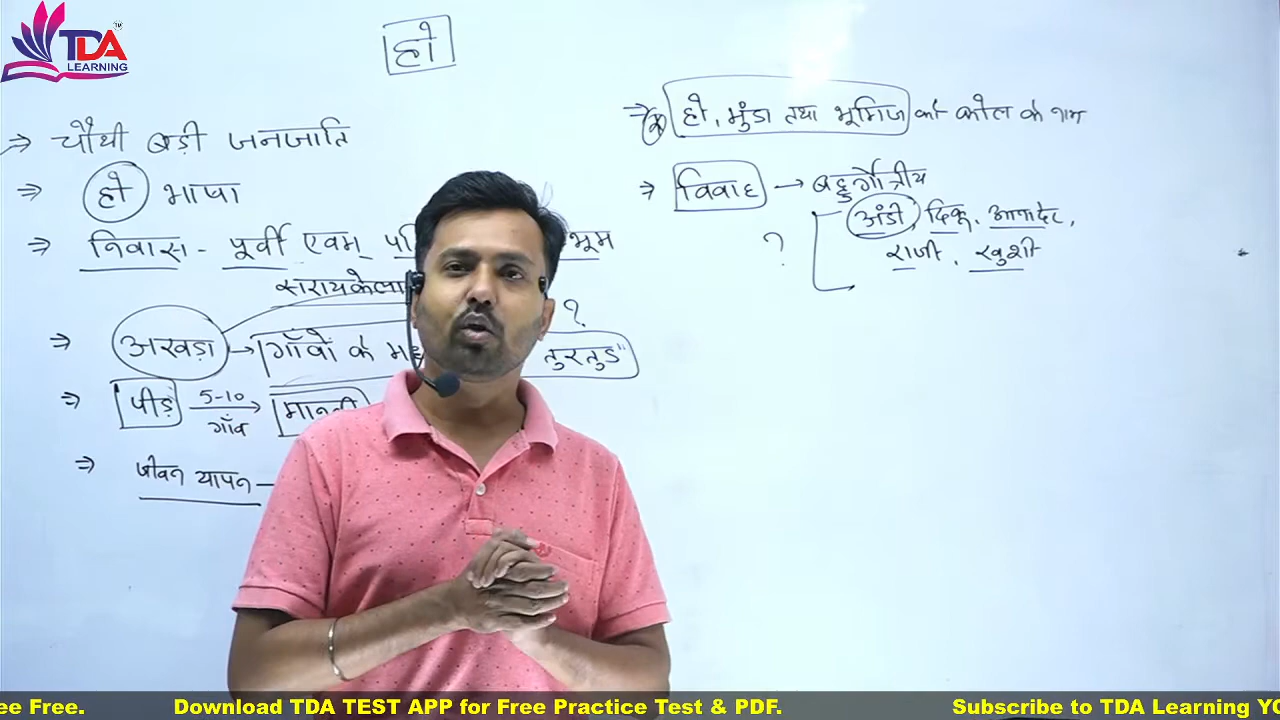 TDA
LEARNING
हो
⇒ चौथी बड़ी जनजाति
⇒ हो भाषा
⇒ निवास - पूर्वी एवम् भूम
सरायकेला
?
⇒ अखड़ा → गाँवों के तुरतुड"
⇒ पीड़ 5-10 गाँव →
⇒ जीवन यापन -
⇒ हो, मुंडा तथा भूमिज को कोल के नाम
⇒ विवाह → बहुगोत्रीय
अंडी, दिकू,
? राजी, खुशी
ee Free. Download TDA TEST APP for Free Practice Test & PDF. Subscribe to TDA Learning YO